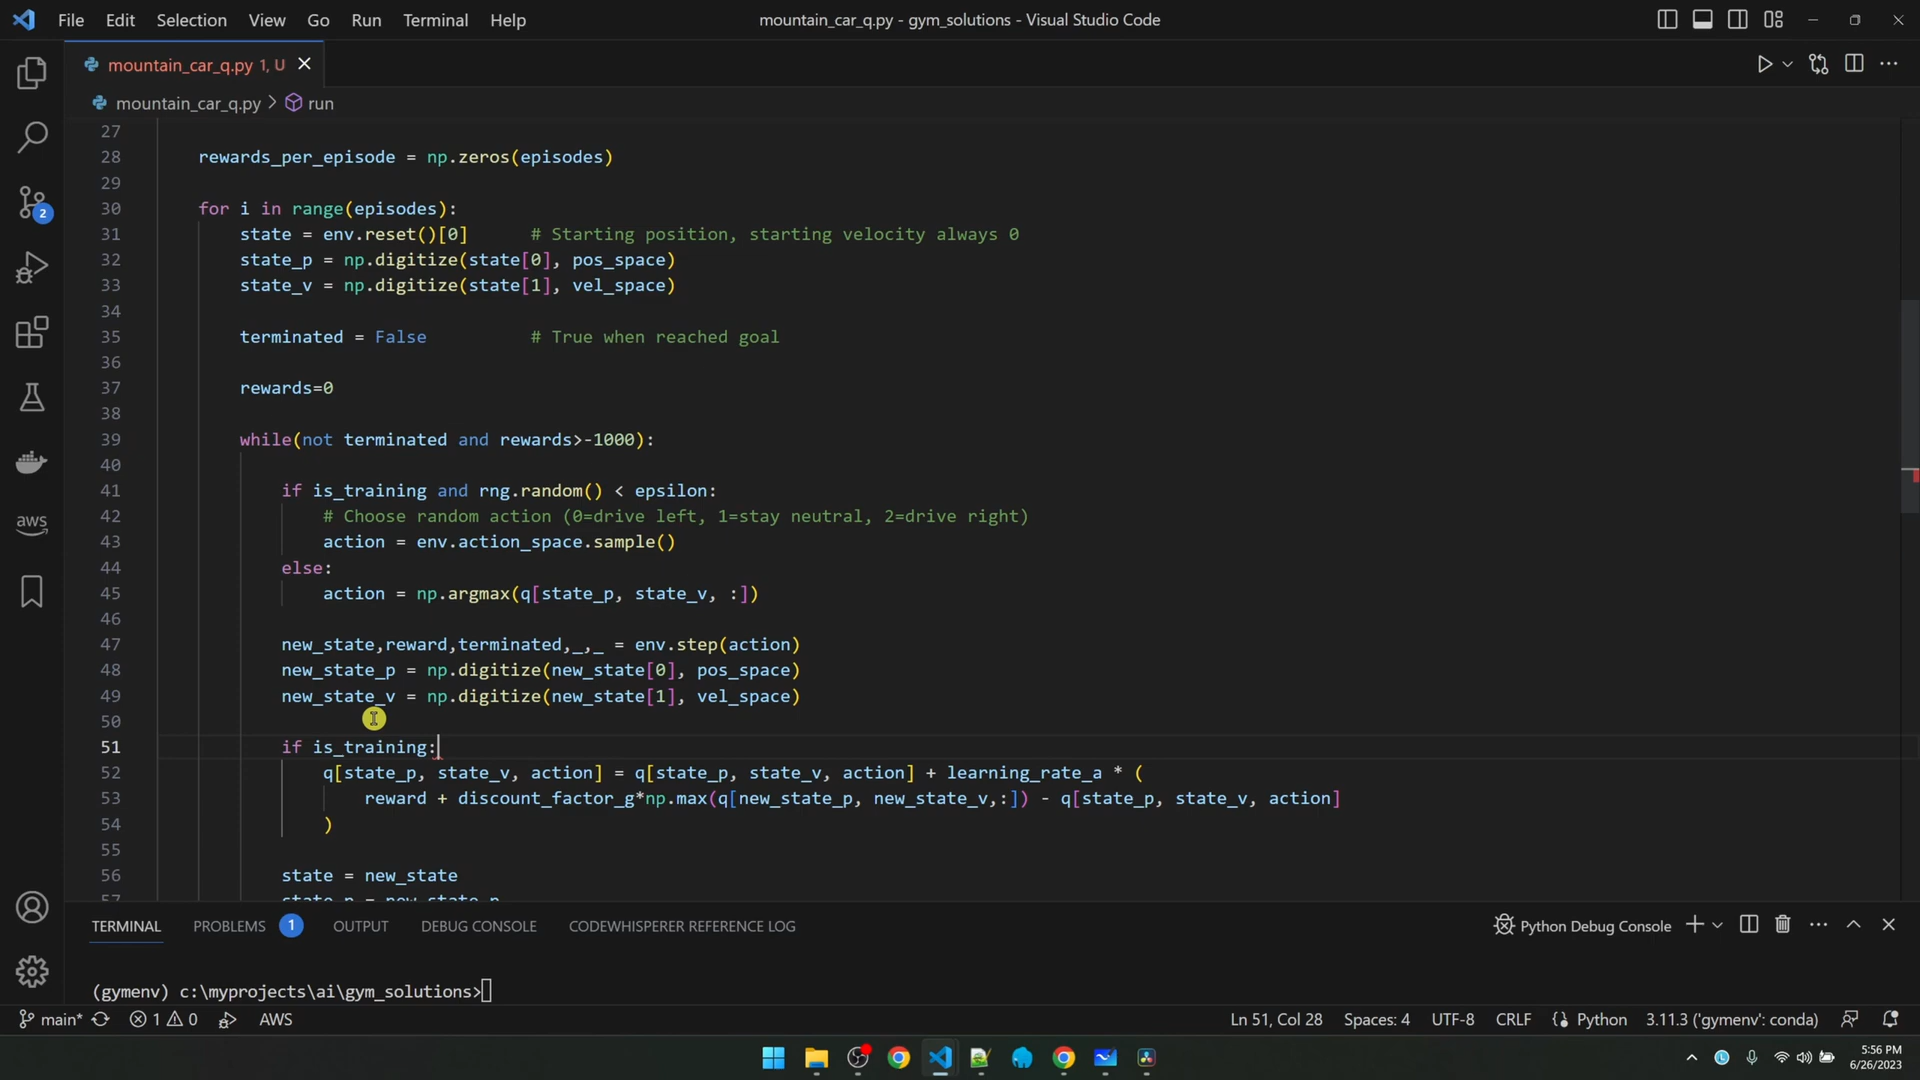 File Edit Selection View Go Run Terminal Help
mountain_car_q.py - gym_solutions - Visual Studio Code
mountain_car_q.py 1, U
mountain_car_q.py > run
27
28 rewards_per_episode = np.zeros(episodes)
29
30 for i in range(episodes):
31 state = env.reset()[0] # Starting position, starting velocity always 0
32 state_p = np.digitize(state[0], pos_space)
33 state_v = np.digitize(state[1], vel_space)
34
35 terminated = False # True when reached goal
36
37 rewards=0
38
39 while(not terminated and rewards>-1000):
40
41 if is_training and rng.random() < epsilon:
42 # Choose random action (0=drive left, 1=stay neutral, 2=drive right)
43 action = env.action_space.sample()
44 else:
45 action = np.argmax(q[state_p, state_v, :])
46
47 new_state,reward,terminated,_,_ = env.step(action)
48 new_state_p = np.digitize(new_state[0], pos_space)
49 new_state_v = np.digitize(new_state[1], vel_space)
50
51 if is_training:
52 q[state_p, state_v, action] = q[state_p, state_v, action] + learning_rate_a * (
53 reward + discount_factor_g*np.max(q[new_state_p, new_state_v,:]) - q[state_p, state_v, action]
54 )
55
56 state = new_state
57 state_p = new_state_p
2
aws
TERMINAL PROBLEMS 1 OUTPUT DEBUG CONSOLE CODEWHISPERER REFERENCE LOG
Python Debug Console
(gymenv) c:\myprojects\ai\gym_solutions>
main* 1 0 AWS
Ln 51, Col 28 Spaces: 4 UTF-8 CRLF Python 3.11.3 ('gymenv': conda)
5:56 PM
6/26/2023